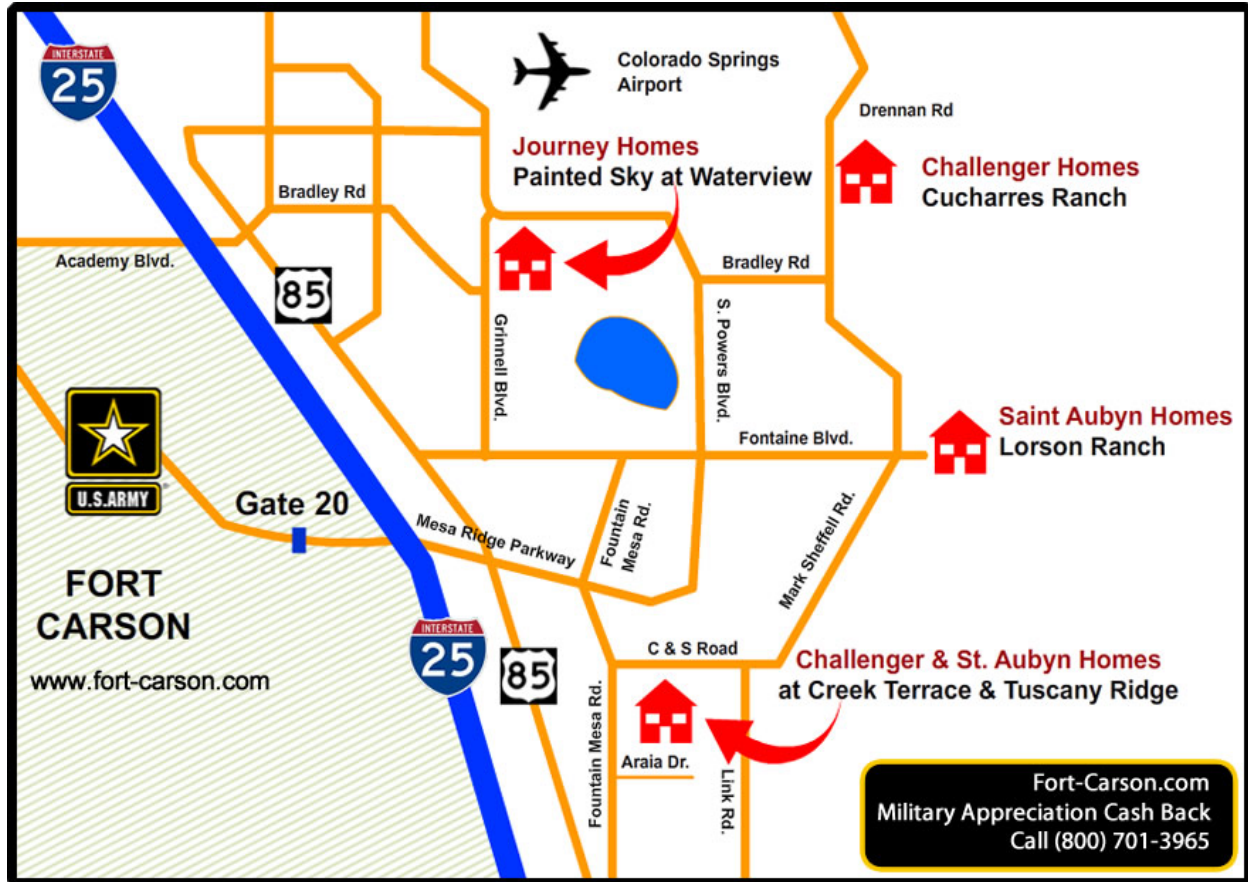 INTERSTATE
25
Colorado Springs
Airport
Drennan Rd
Journey Homes
Painted Sky at Waterview
Challenger Homes
Cucharres Ranch
Bradley Rd
Academy Blvd.
85
Bradley Rd
Grinnell Blvd.
S. Powers Blvd.
Fontaine Blvd.
Saint Aubyn Homes
Lorson Ranch
U.S.ARMY
Gate 20
Mesa Ridge Parkway
Fountain
Mesa Rd.
Mark Sheffell Rd.
FORT
CARSON
www.fort-carson.com
INTERSTATE
25
85
C & S Road
Challenger & St. Aubyn Homes
at Creek Terrace & Tuscany Ridge
Fountain Mesa Rd.
Araia Dr.
Link Rd.
Fort-Carson.com
Military Appreciation Cash Back
Call (800) 701-3965